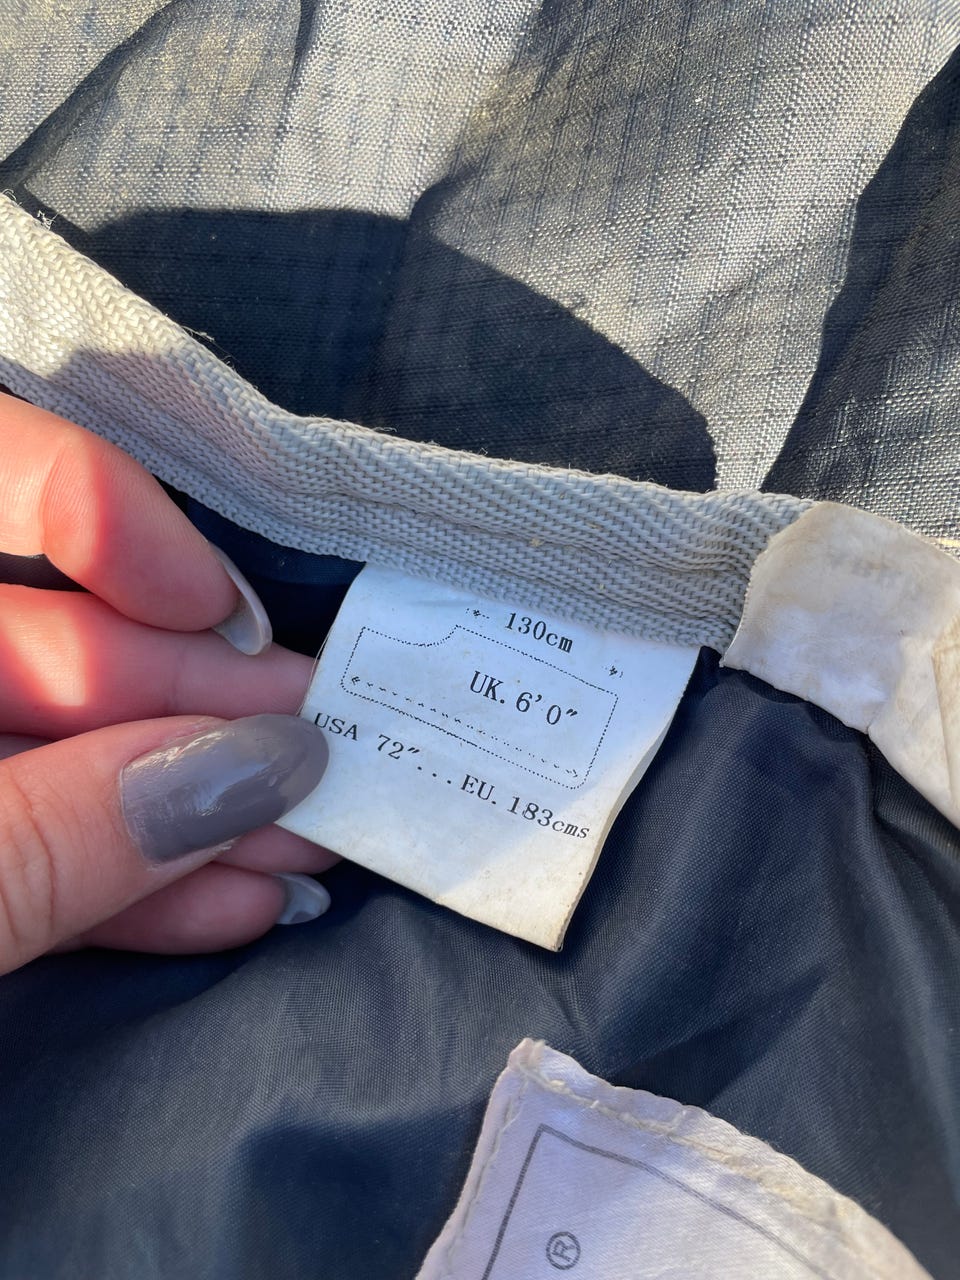 130cm
UK. 6' 0"
USA 72"...EU. 183cms
®